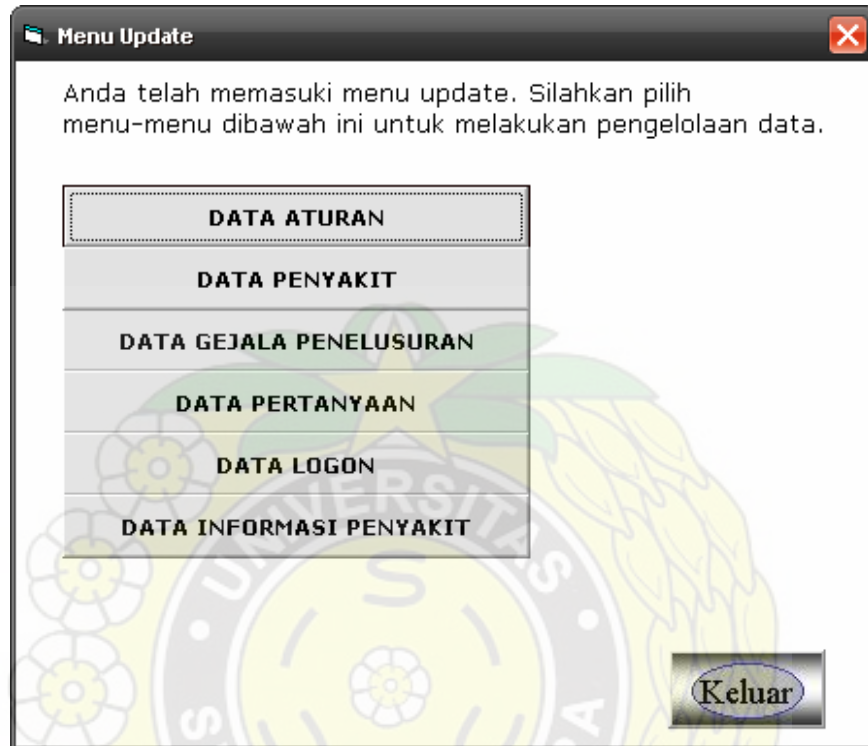 Menu Update
Anda telah memasuki menu update. Silahkan pilih
menu-menu dibawah ini untuk melakukan pengelolaan data.
DATA ATURAN
DATA PENYAKIT
DATA GEJALA PENELUSURAN
DATA PERTANYAAN
DATA LOGON
DATA INFORMASI PENYAKIT
UNIVERSITAS
S
Keluar